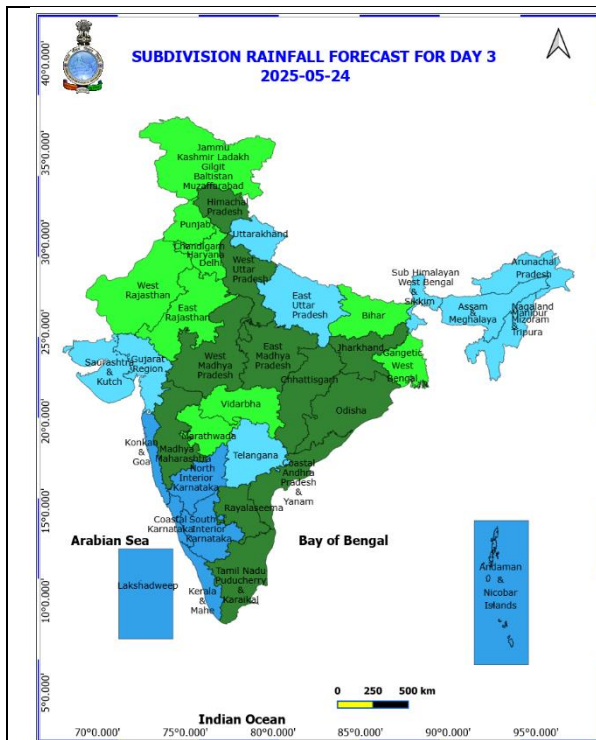 SUBDIVISION RAINFALL FORECAST FOR DAY 3
2025-05-24
40°0.000'
35°0.000'
30°0.000'
25°0.000'
20°0.000'
15°0.000'
10°0.000'
5°0.000'
Jammu
Kashmir Ladakh
Gilgit
Baltistan
Muzaffarabad
Himachal
Pradesh
Punjab
Uttarakhand
Chandigarh
Haryana
Delhi
West
Uttar
Pradesh
West
Rajasthan
East
Rajasthan
East
Uttar
Pradesh
Bihar
Sub Himalayan
West Bengal
&
Sikkim
Arunachal
Pradesh
Assam
&
Meghalaya
Nagaland
Manipur
Mizoram
&
Tripura
Saurashtra
&
Kutch
Gujarat
Region
West
Madhya
Pradesh
East
Madhya
Pradesh
Jharkhand
Gangetic
West
Bengal
Chhattisgarh
Odisha
Vidarbha
Marathwada
Konkan
&
Goa
Madhya
Maharashtra
Telangana
North
Interior
Karnataka
Coastal
Andhra
Pradesh
&
Yanam
Rayalaseema
Coastal
Karnataka
South
Interior
Karnataka
Arabian Sea
Bay of Bengal
Lakshadweep
Kerala
&
Mahe
Tamil Nadu
Puducherry
&
Karaikal
Andaman
&
Nicobar
Islands
0 250 500 km
Indian Ocean
70°0.000' 75°0.000' 80°0.000' 85°0.000' 90°0.000' 95°0.000'